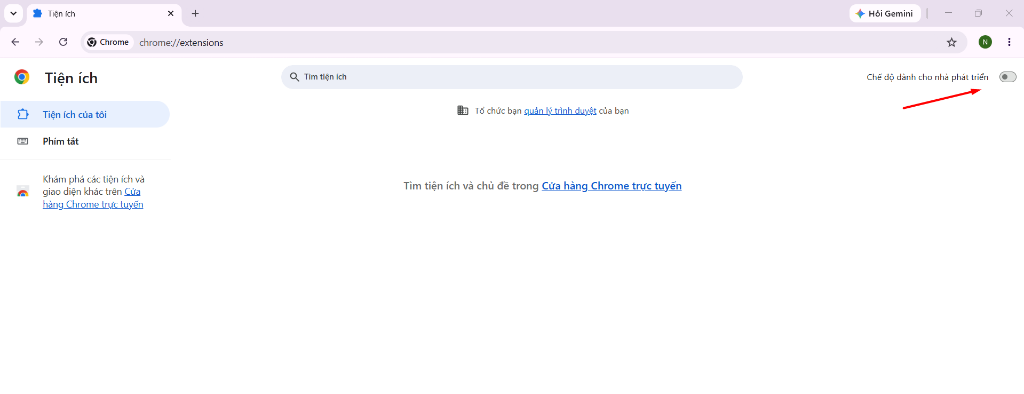 Tiện ích
Hỏi Gemini
Chrome
chrome://extensions
N
Tiện ích
Tìm tiện ích
Chế độ dành cho nhà phát triển
Tiện ích của tôi
Tổ chức bạn quản lý trình duyệt của bạn
Phím tắt
Khám phá các tiện ích và
giao diện khác trên Cửa
hàng Chrome trực tuyến
Tìm tiện ích và chủ đề trong Cửa hàng Chrome trực tuyến